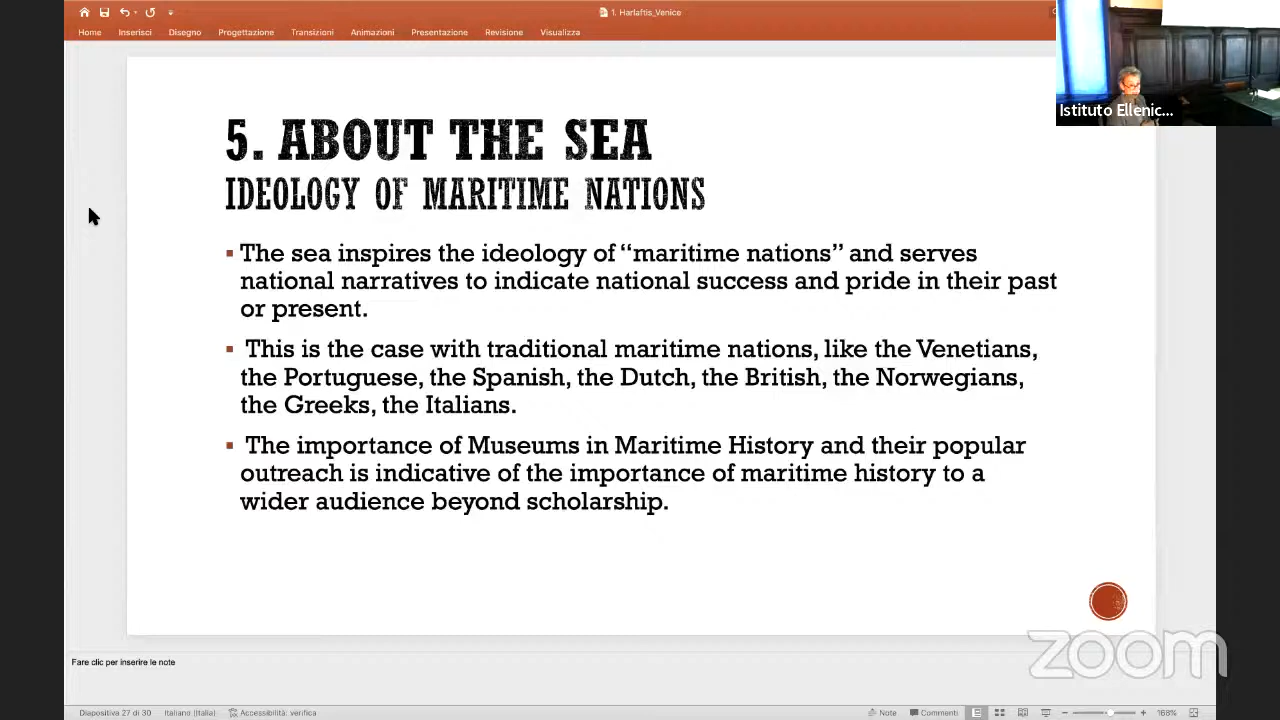 1. Harlaftis_Venice
Home Inserisci Disegno Progettazione Transizioni Animazioni Presentazione Revisione Visualizza
Istituto Ellenic...
5. ABOUT THE SEA
IDEOLOGY OF MARITIME NATIONS
The sea inspires the ideology of “maritime nations” and serves
national narratives to indicate national success and pride in their past
or present.
This is the case with traditional maritime nations, like the Venetians,
the Portuguese, the Spanish, the Dutch, the British, the Norwegians,
the Greeks, the Italians.
The importance of Museums in Maritime History and their popular
outreach is indicative of the importance of maritime history to a
wider audience beyond scholarship.
zoom
Fare clic per inserire le note
Diapositiva 27 di 30 Italiano (Italia) Accessibilità: verifica Note Commenti 168%